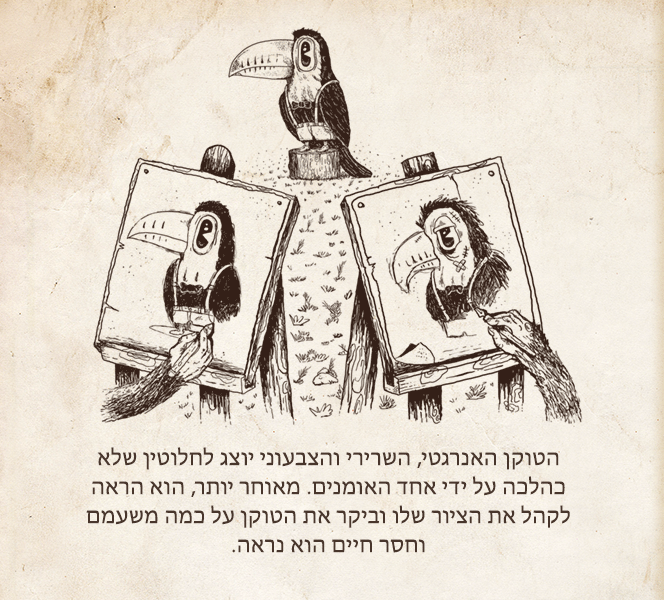 הטוקן האנרגטי, השרירי והצבעוני יוצג לחלוטין שלא
כהלכה על ידי אחד האומנים. מאוחר יותר, הוא הראה
לקהל את הציור שלו וביקר את הטוקן על כמה משעמם
וחסר חיים הוא נראה.